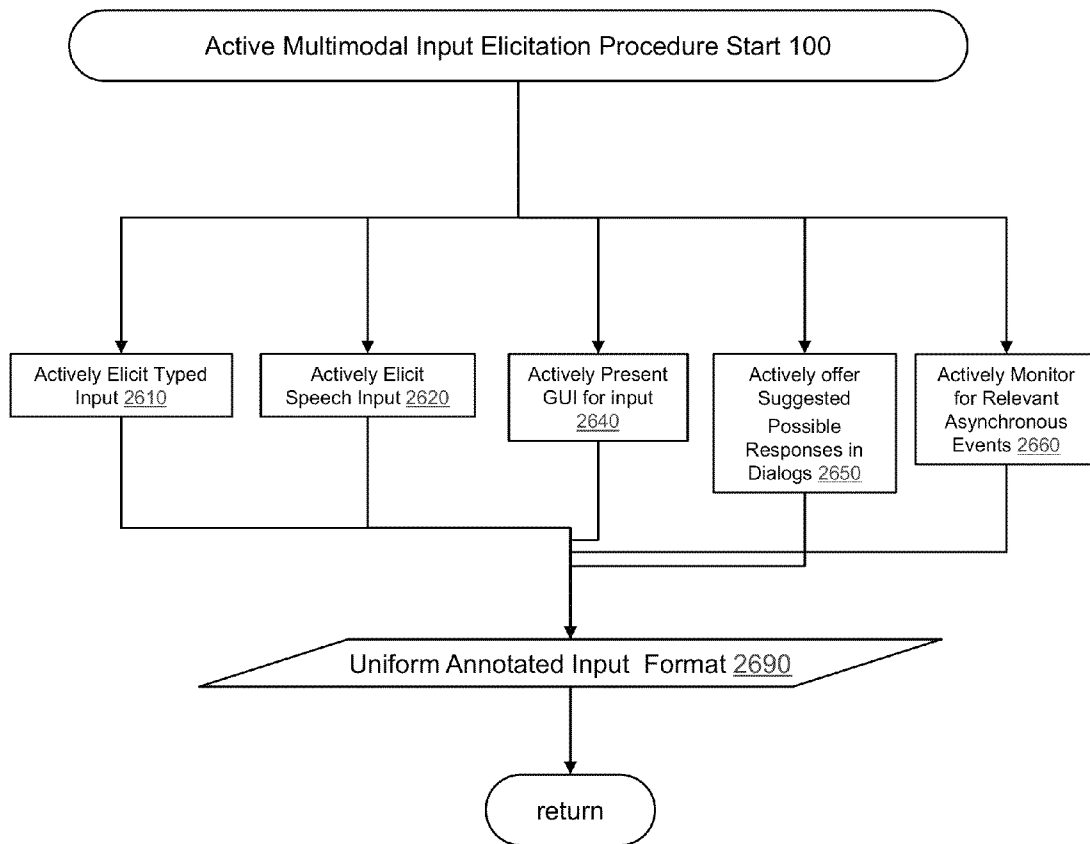 Active Multimodal Input Elicitation Procedure Start 100
Actively Elicit Typed
Input 2610
Actively Elicit
Speech Input 2620
Actively Present
GUI for input
2640
Actively offer
Suggested
Possible
Responses in
Dialogs 2650
Actively Monitor
for Relevant
Asynchronous
Events 2660
Uniform Annotated Input Format 2690
return